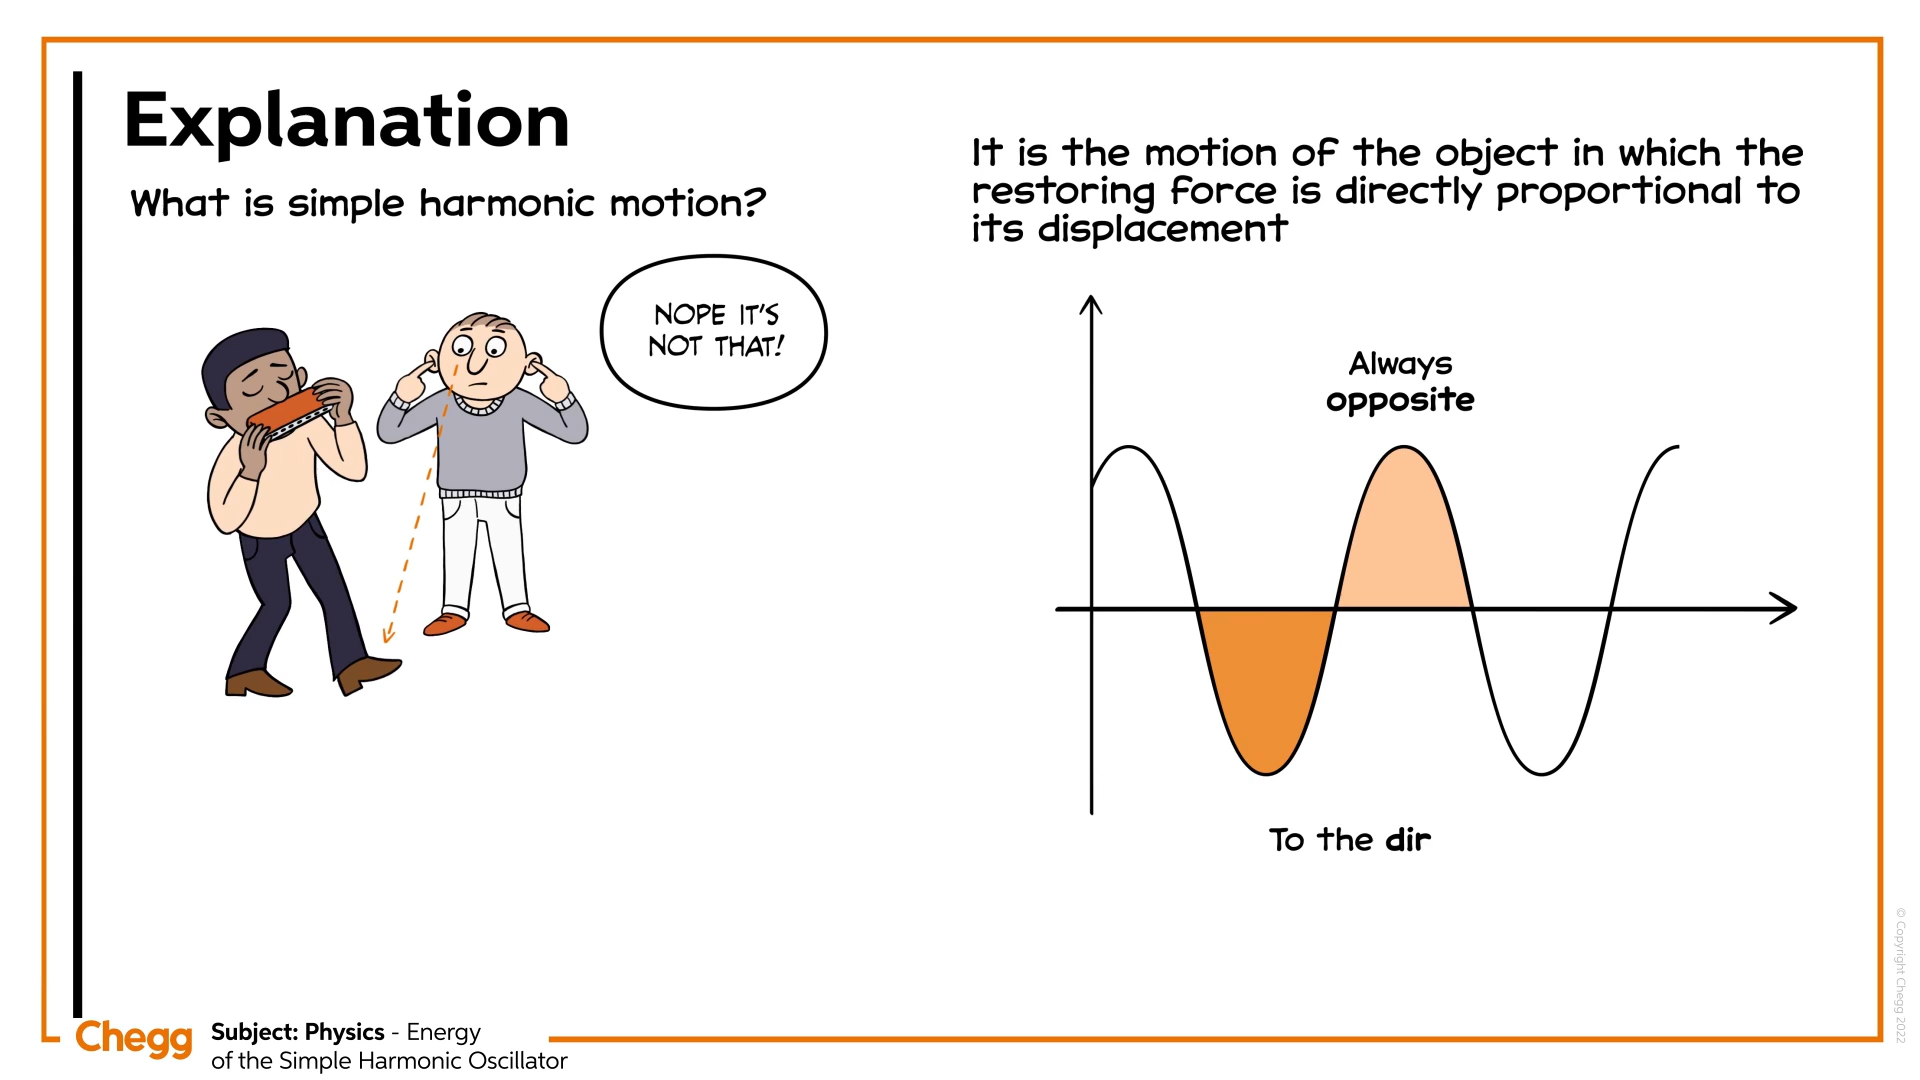 Explanation
What is simple harmonic motion?
NOPE IT'S
NOT THAT!
It is the motion of the object in which the
restoring force is directly proportional to
its displacement
Always
opposite
To the dir
Chegg
Subject: Physics - Energy
of the Simple Harmonic Oscillator
© Copyright Chegg 2022